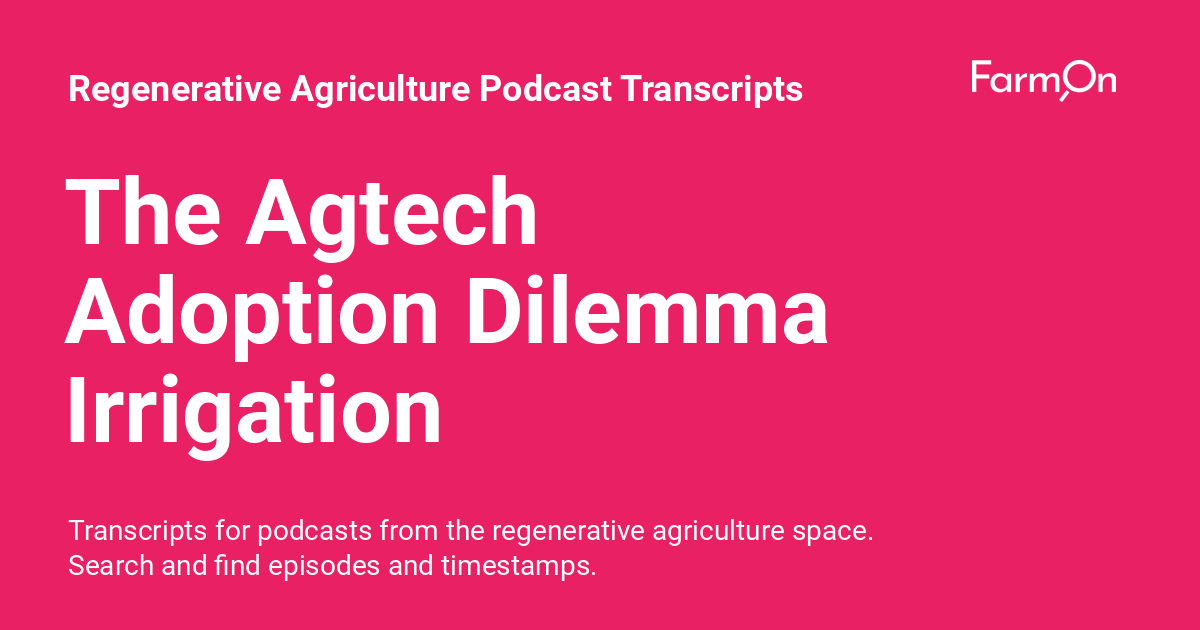 Regenerative Agriculture Podcast Transcripts
FarmOn
The Agtech
Adoption Dilemma
Irrigation
Transcripts for podcasts from the regenerative agriculture space.
Search and find episodes and timestamps.